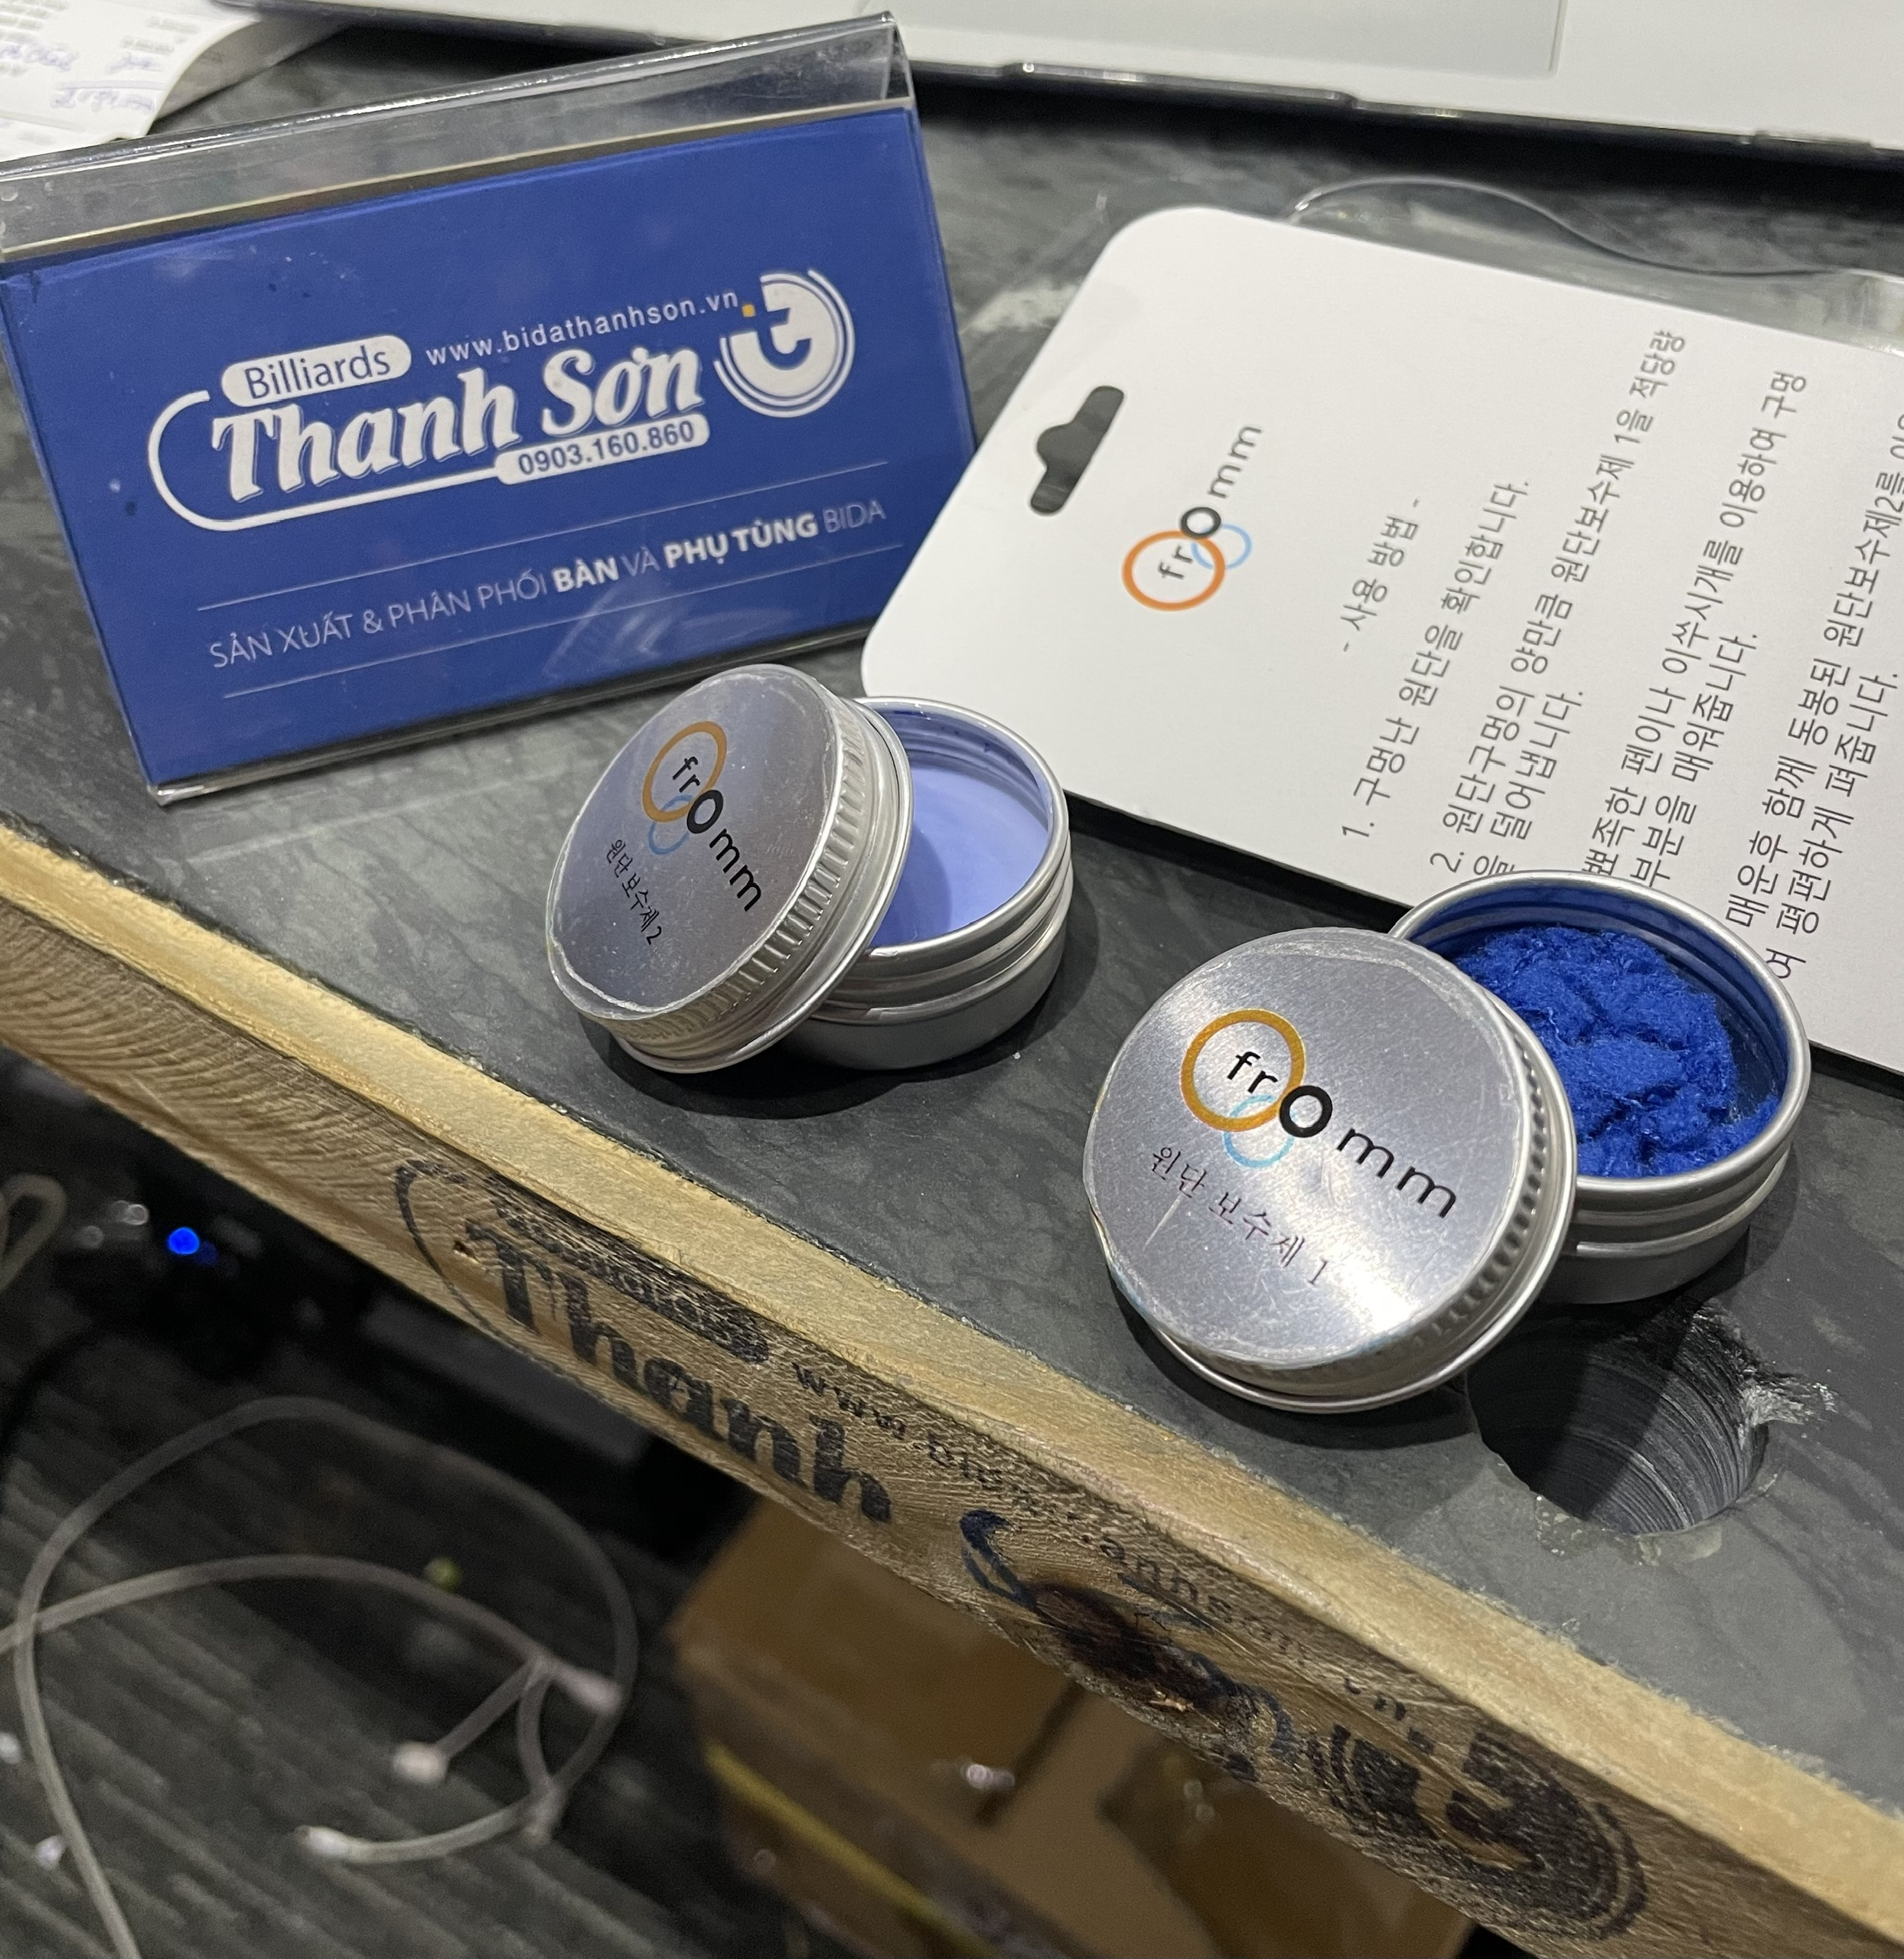 Billiards
www.bidathanhson.vn
Thanh Sơn
0903.160.860
SẢN XUẤT & PHÂN PHỐI BÀN VÀ PHỤ TÙNG BIDA
fromm
- 사용 방법 -
1. 구멍난 원단을 확인합니다.
2. 원단구멍의 양만큼 원단보수제 1을 적당량
을 덜어냅니다.
뾰족한 펜이나 이쑤시개를 이용하여 구멍
부분을 매워줍니다.
매운후 함께 동봉된 원단보수제2를
여 평평하게 펴줍니다.
fromm
원단 보수제 2
fromm
원단 보수제 1
Thanh